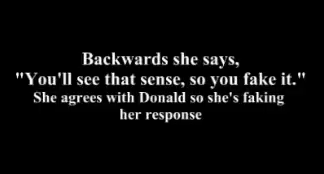 Backwards she says,
"You'll see that sense, so you fake it."
She agrees with Donald so she's faking
her response